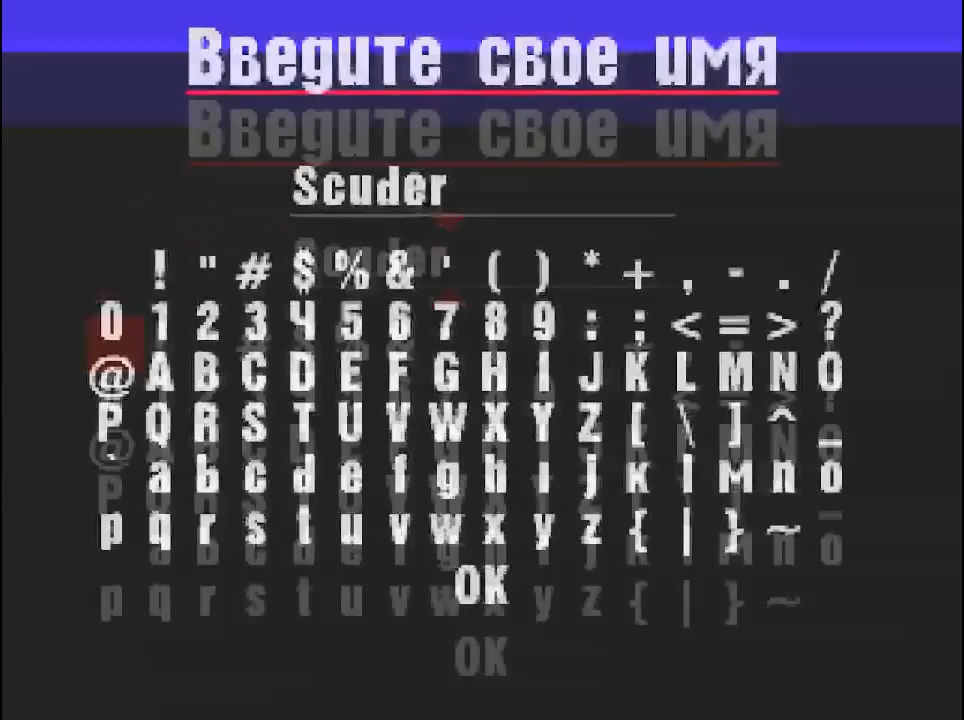 Введите свое имя
Scuder
! " # $ % & ' ( ) * + , - . /
0 1 2 3 4 5 6 7 8 9 : ; < = > ?
@ A B C D E F G H I J K L M N O
P Q R S T U V W X Y Z [ \ ] ^ _
` a b c d e f g h i j k l m n o
p q r s t u v w x y z { | } ~
OK